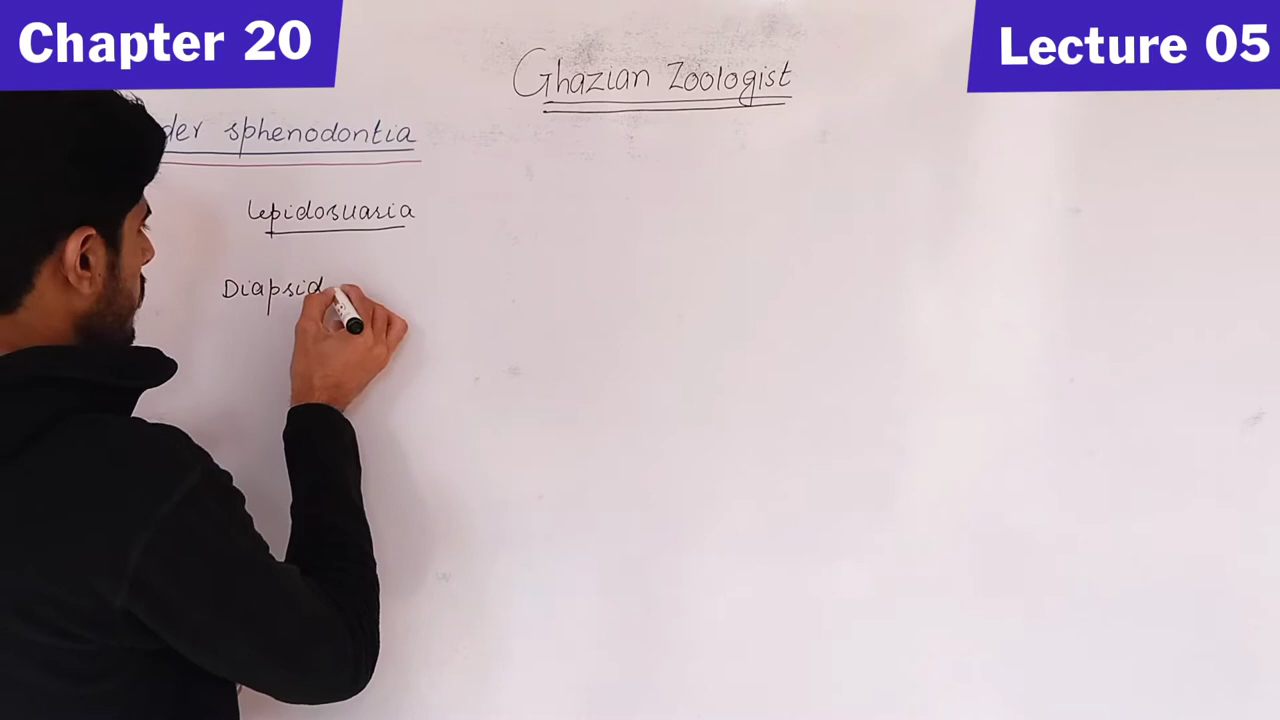 Chapter 20
Lecture 05
Ghazian Zoologist
der sphenodontia
Lepidosuaria
Diapsid